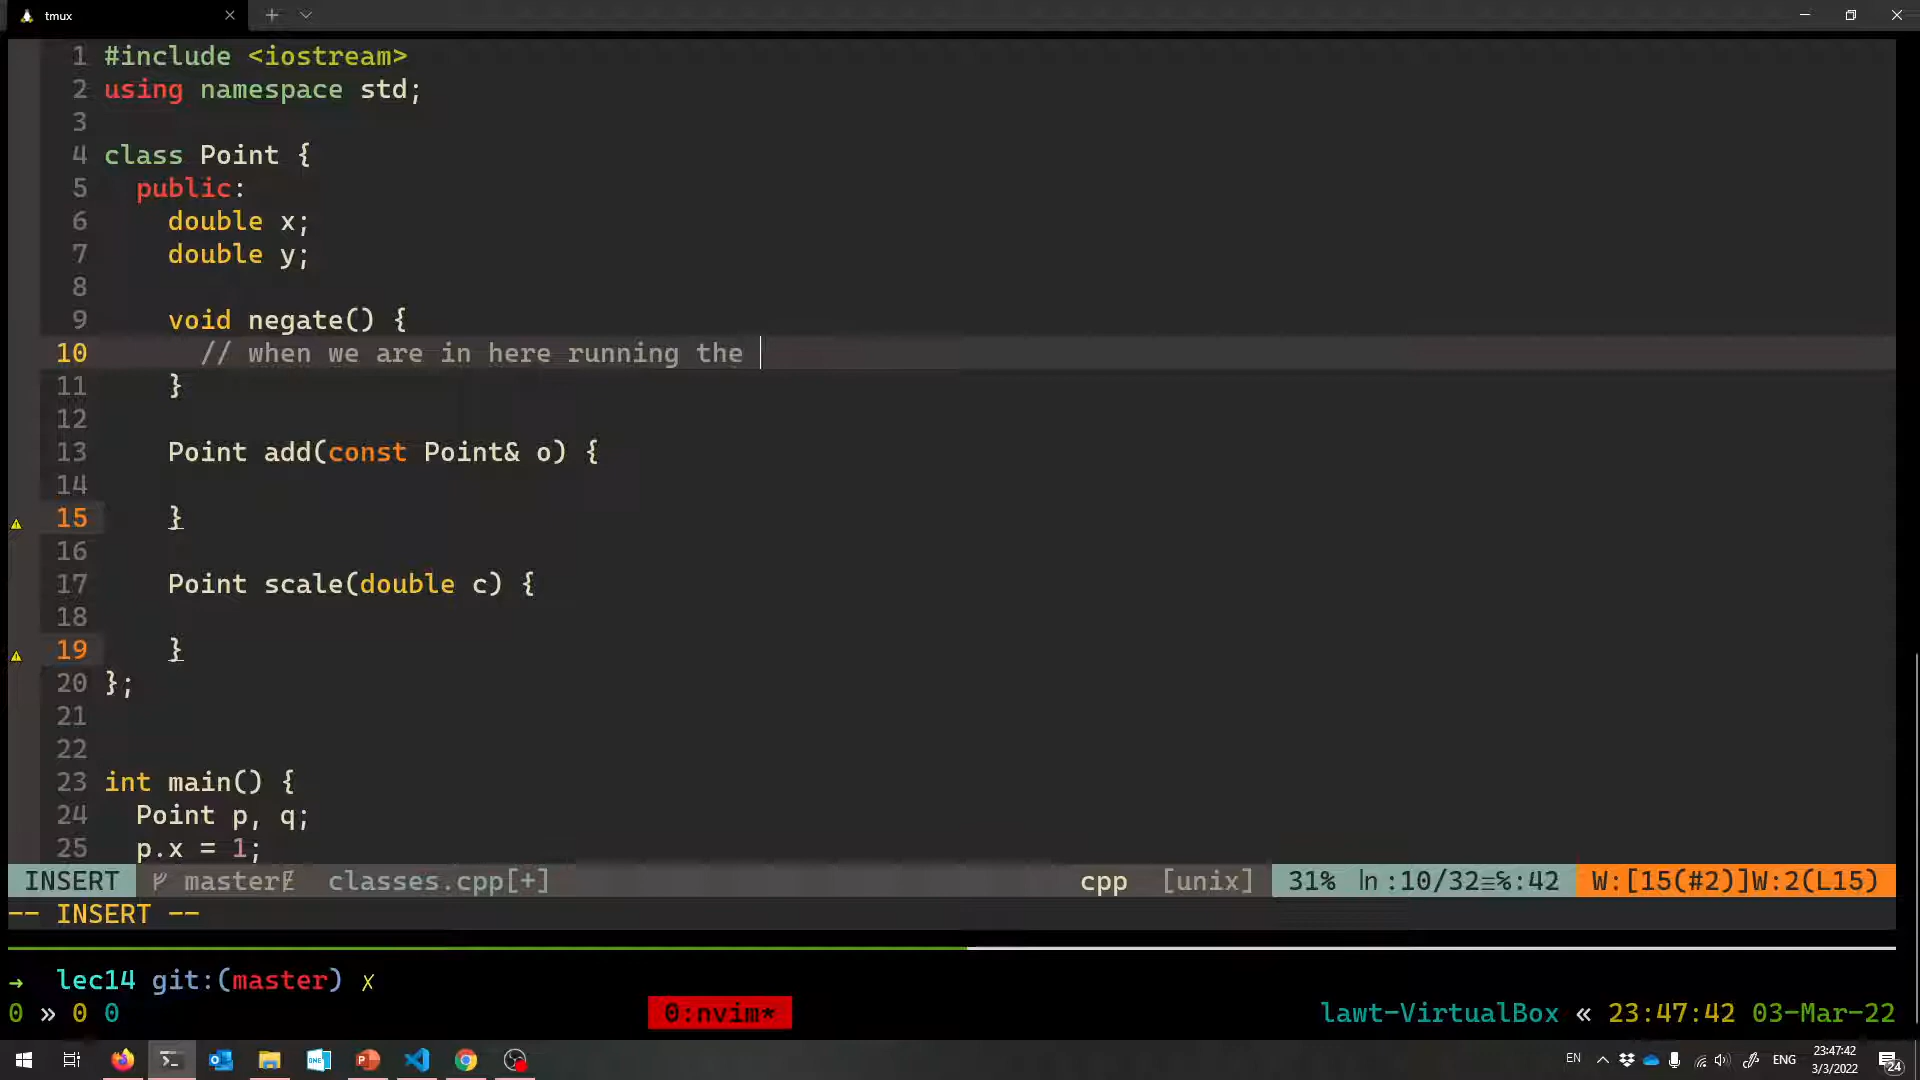 tmux
1 #include <iostream>
2 using namespace std;
3
4 class Point {
5 public:
6 double x;
7 double y;
8
9 void negate() {
10 // when we are in here running the
11 }
12
13 Point add(const Point& o) {
14
15 }
16
17 Point scale(double c) {
18
19 }
20 };
21
22
23 int main() {
24 Point p, q;
25 p.x = 1;
INSERT master classes.cpp[+] cpp [unix] 31% ln :10/32≡%:42 W:[15(#2)]W:2(L15)
-- INSERT --
→ lec14 git:(master) ✗
0 » 0 0 0:nvim* lawt-VirtualBox « 23:47:42 03-Mar-22
EN ENG 23:47:42
3/3/2022
24